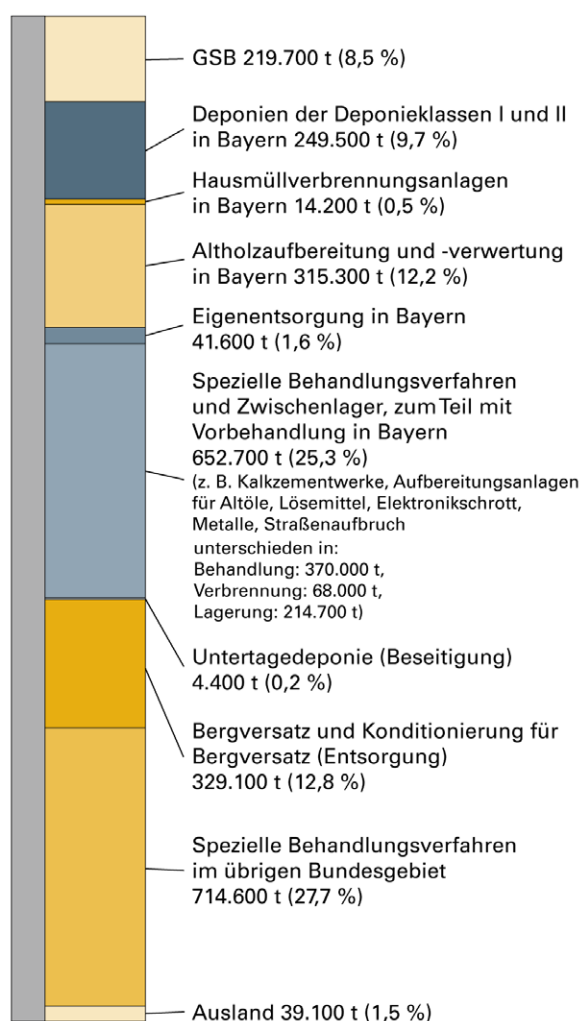 GSB 219.700 t (8,5 %)
Deponien der Deponieklassen I und II
in Bayern 249.500 t (9,7 %)
Hausmüllverbrennungsanlagen
in Bayern 14.200 t (0,5 %)
Altholzaufbereitung und -verwertung
in Bayern 315.300 t (12,2 %)
Eigenentsorgung in Bayern
41.600 t (1,6 %)
Spezielle Behandlungsverfahren
und Zwischenlager, zum Teil mit
Vorbehandlung in Bayern
652.700 t (25,3 %)
(z. B. Kalkzementwerke, Aufbereitungsanlagen
für Altöle, Lösemittel, Elektronikschrott,
Metalle, Straßenaufbruch
unterschieden in:
Behandlung: 370.000 t,
Verbrennung: 68.000 t,
Lagerung: 214.700 t)
Untertagedeponie (Beseitigung)
4.400 t (0,2 %)
Bergversatz und Konditionierung für
Bergversatz (Entsorgung)
329.100 t (12,8 %)
Spezielle Behandlungsverfahren
im übrigen Bundesgebiet
714.600 t (27,7 %)
Ausland 39.100 t (1,5 %)